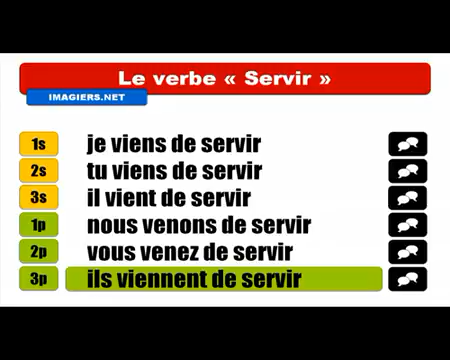 Le verbe « Servir »
IMAGIERS.NET
1s je viens de servir
2s tu viens de servir
3s il vient de servir
1p nous venons de servir
2p vous venez de servir
3p ils viennent de servir